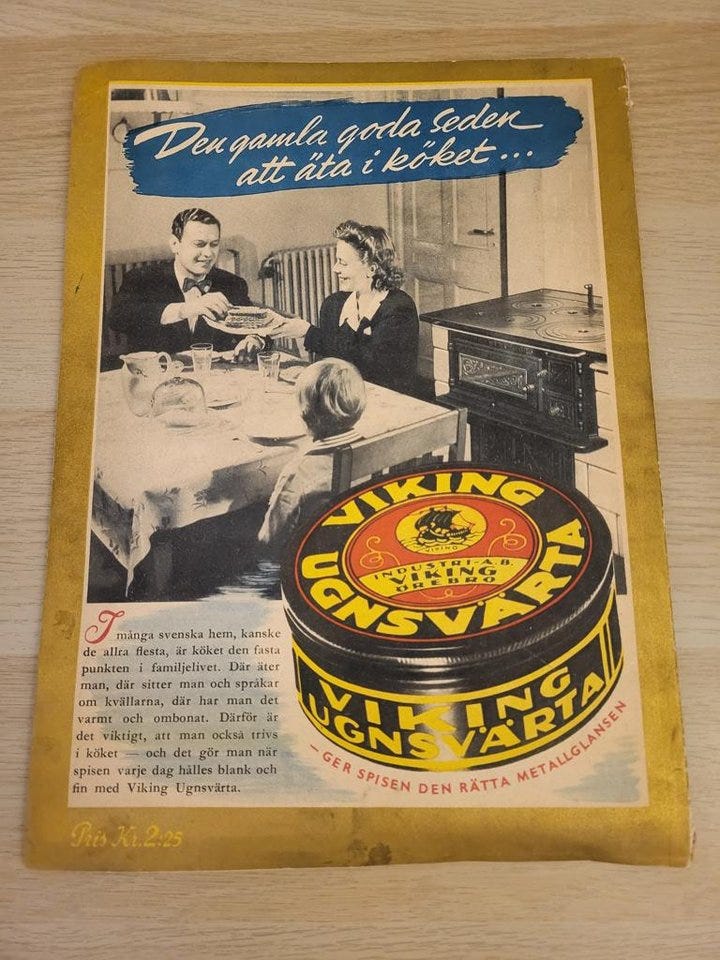 Den gamla goda seden
att äta i köket...
VIKING
UGNSVÄRTA
VIKING
INDUSTRI-A.B.
VIKING
ÖREBRO
VIKING
UGNSVÄRTA
– GER SPISEN DEN RÄTTA METALLGLANSEN
I många svenska hem, kanske
de allra flesta, är köket den fasta
punkten i familjelivet. Där äter
man, där sitter man och språkar
om kvällarna, där har man det
varmt och ombonat. Därför är
det viktigt, att man också trivs
i köket — och det gör man när
spisen varje dag hålles blank och
fin med Viking Ugnsvärta.
Pris Kr. 2:25